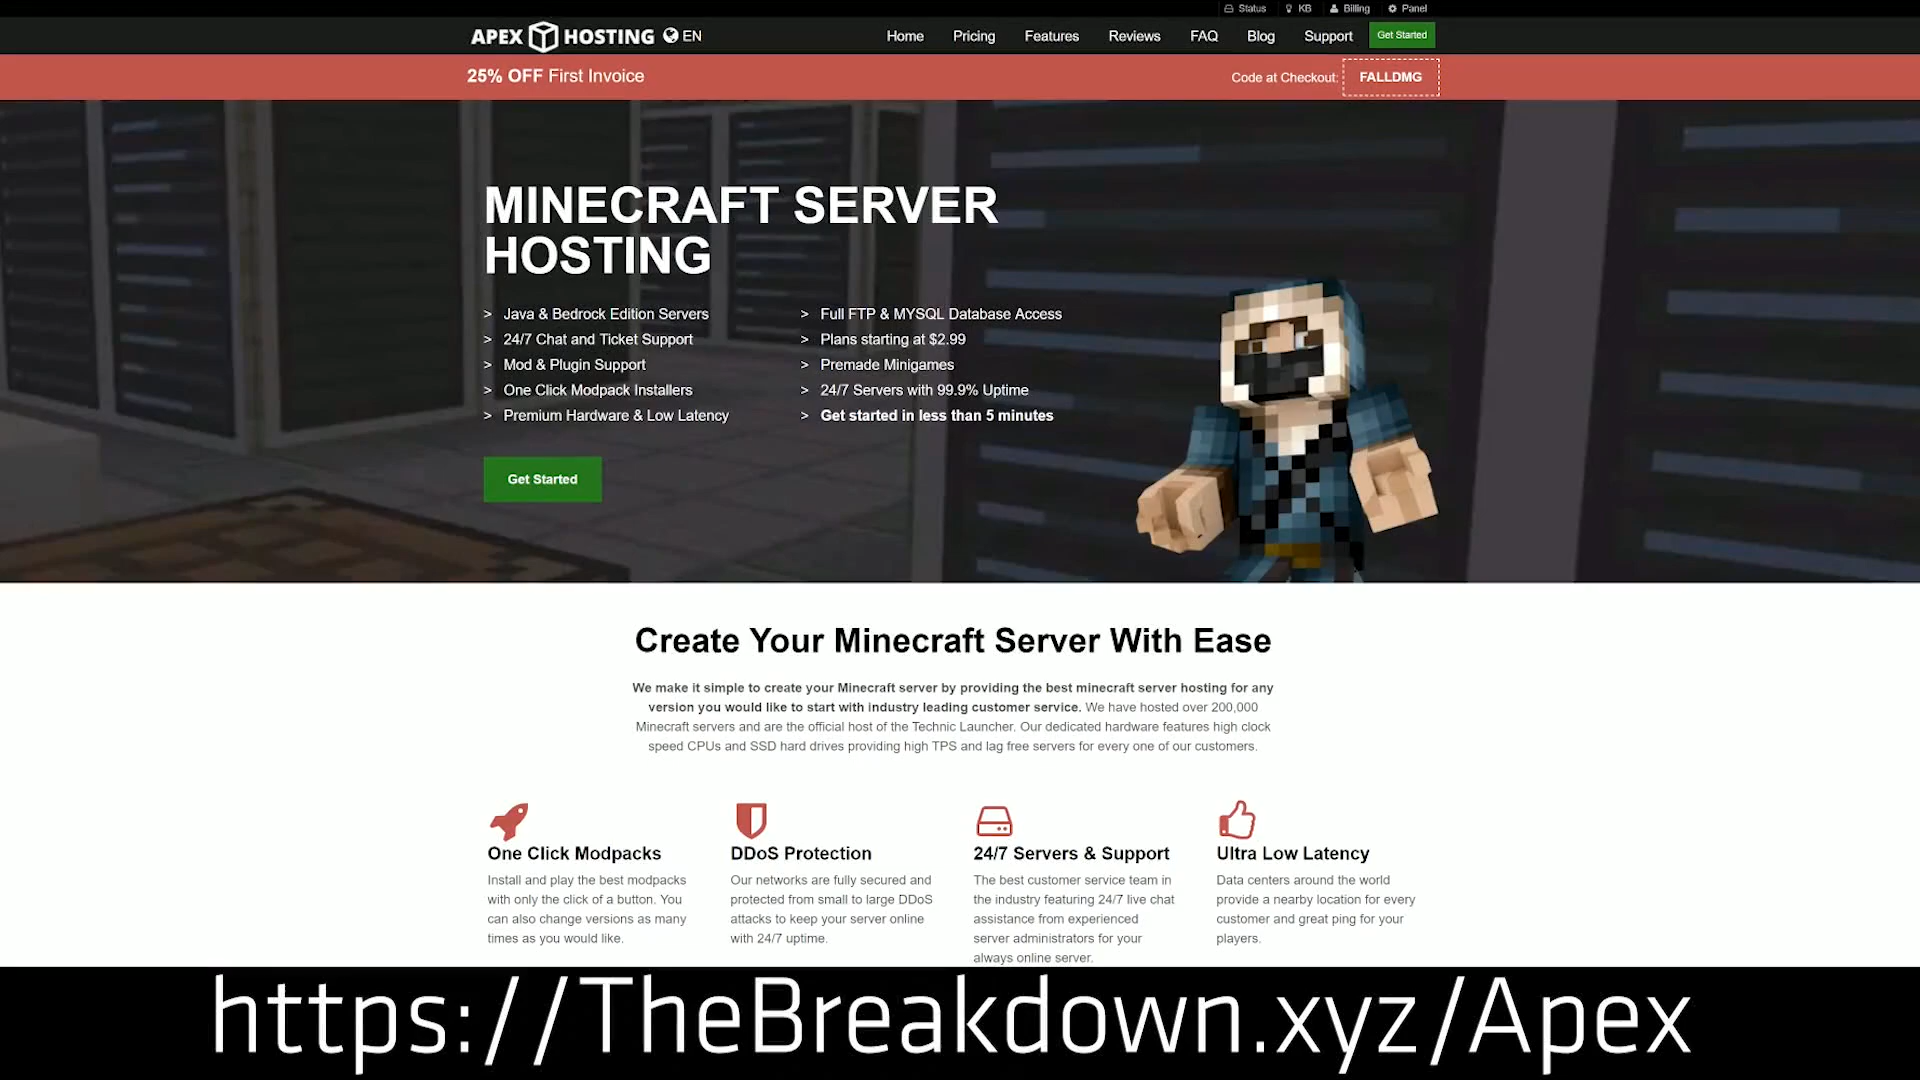 Status KB Billing Panel
APEX HOSTING EN Home Pricing Features Reviews FAQ Blog Support Get Started
25% OFF First Invoice Code at Checkout: FALLDMG
MINECRAFT SERVER
HOSTING
> Java & Bedrock Edition Servers
> 24/7 Chat and Ticket Support
> Mod & Plugin Support
> One Click Modpack Installers
> Premium Hardware & Low Latency
> Full FTP & MYSQL Database Access
> Plans starting at $2.99
> Premade Minigames
> 24/7 Servers with 99.9% Uptime
> Get started in less than 5 minutes
Get Started
Create Your Minecraft Server With Ease
We make it simple to create your Minecraft server by providing the best minecraft server hosting for any
version you would like to start with industry leading customer service. We have hosted over 200,000
Minecraft servers and are the official host of the Technic Launcher. Our dedicated hardware features high clock
speed CPUs and SSD hard drives providing high TPS and lag free servers for every one of our customers.
One Click Modpacks
Install and play the best modpacks
with only the click of a button. You
can also change versions as many
times as you would like.
DDoS Protection
Our networks are fully secured and
protected from small to large DDoS
attacks to keep your server online
with 24/7 uptime.
24/7 Servers & Support
The best customer service team in
the industry featuring 24/7 live chat
assistance from experienced
server administrators for your
always online server.
Ultra Low Latency
Data centers around the world
provide a nearby location for every
customer and great ping for your
players.
https://TheBreakdown.xyz/Apex